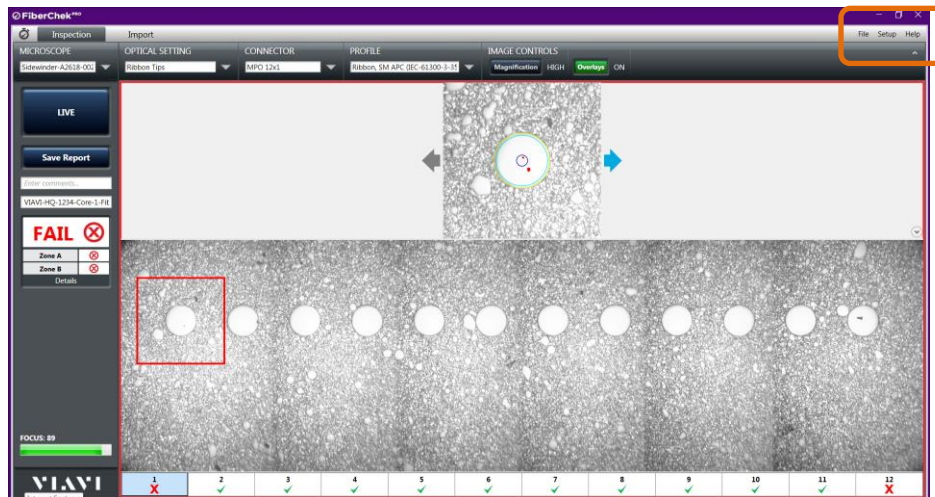 FiberChek PRO
Inspection Import File Setup Help
MICROSCOPE OPTICAL SETTING CONNECTOR PROFILE IMAGE CONTROLS
Sidewinder-A2618-002 Ribbon Tips MPO 12x1 Ribbon, SM APC (IEC-61300-3-35 Magnification HIGH Overlays ON
LIVE
Save Report
Enter comments...
VIAVI-HQ-1234-Core-1-Fit
FAIL
Zone A
Zone B
Details
FOCUS: 89
VIAVI
1 2 3 4 5 6 7 8 9 10 11 12